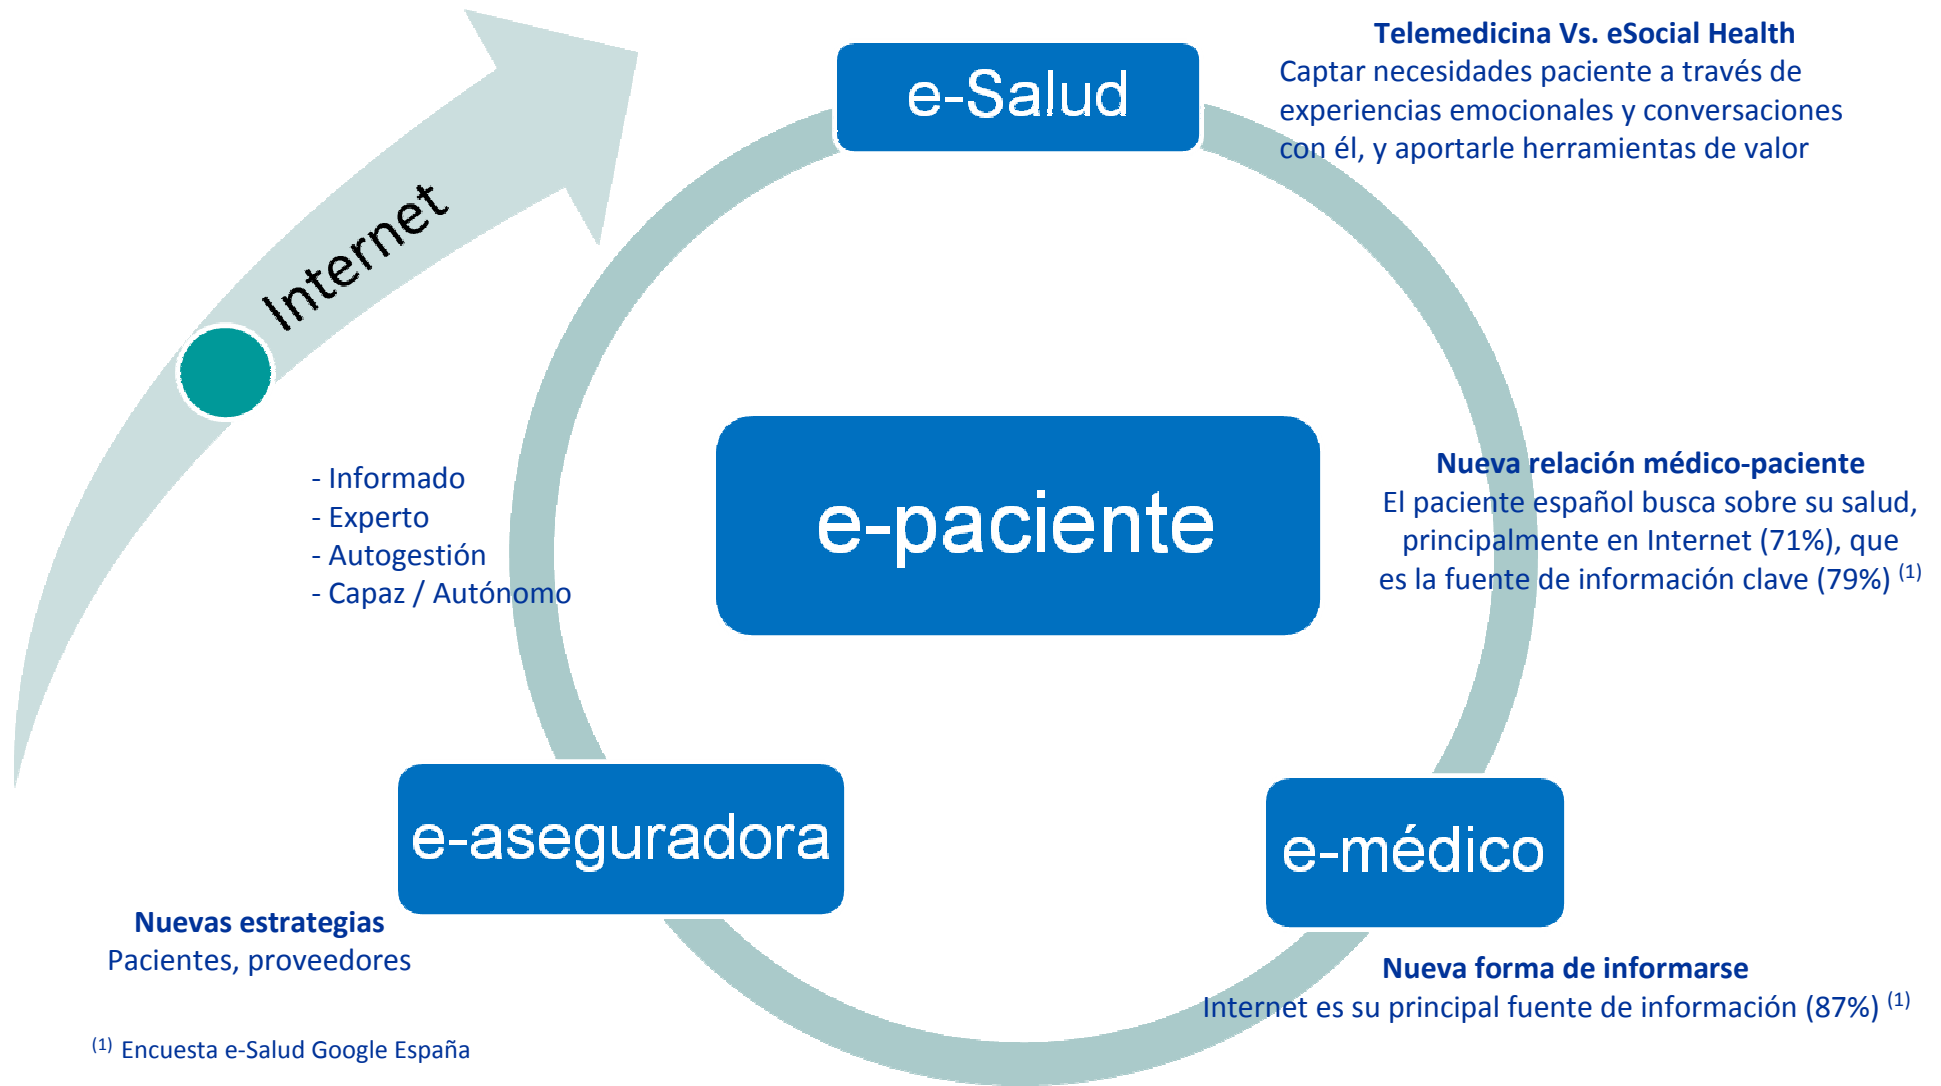 Telemedicina Vs. eSocial Health
Captar necesidades paciente a través de
experiencias emocionales y conversaciones
con él, y aportarle herramientas de valor
e-Salud
Internet
- Informado
- Experto
- Autogestión
- Capaz / Autónomo
e-paciente
Nueva relación médico-paciente
El paciente español busca sobre su salud,
principalmente en Internet (71%), que
es la fuente de información clave (79%) (1)
e-aseguradora
e-médico
Nuevas estrategias
Pacientes, proveedores
Nueva forma de informarse
Internet es su principal fuente de información (87%) (1)
(1) Encuesta e-Salud Google España